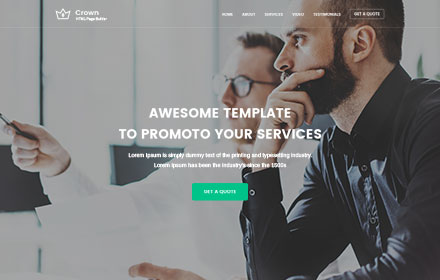 Crown
HTML Page Builder
HOME ABOUT SERVICES VIDEO TESTIMONIALS GET A QUOTE
AWESOME TEMPLATE
TO PROMOTO YOUR SERVICES
Lorem Ipsum is simply dummy text of the printing and typesetting industry.
Lorem Ipsum has been the industry's since the 1500s
GET A QUOTE